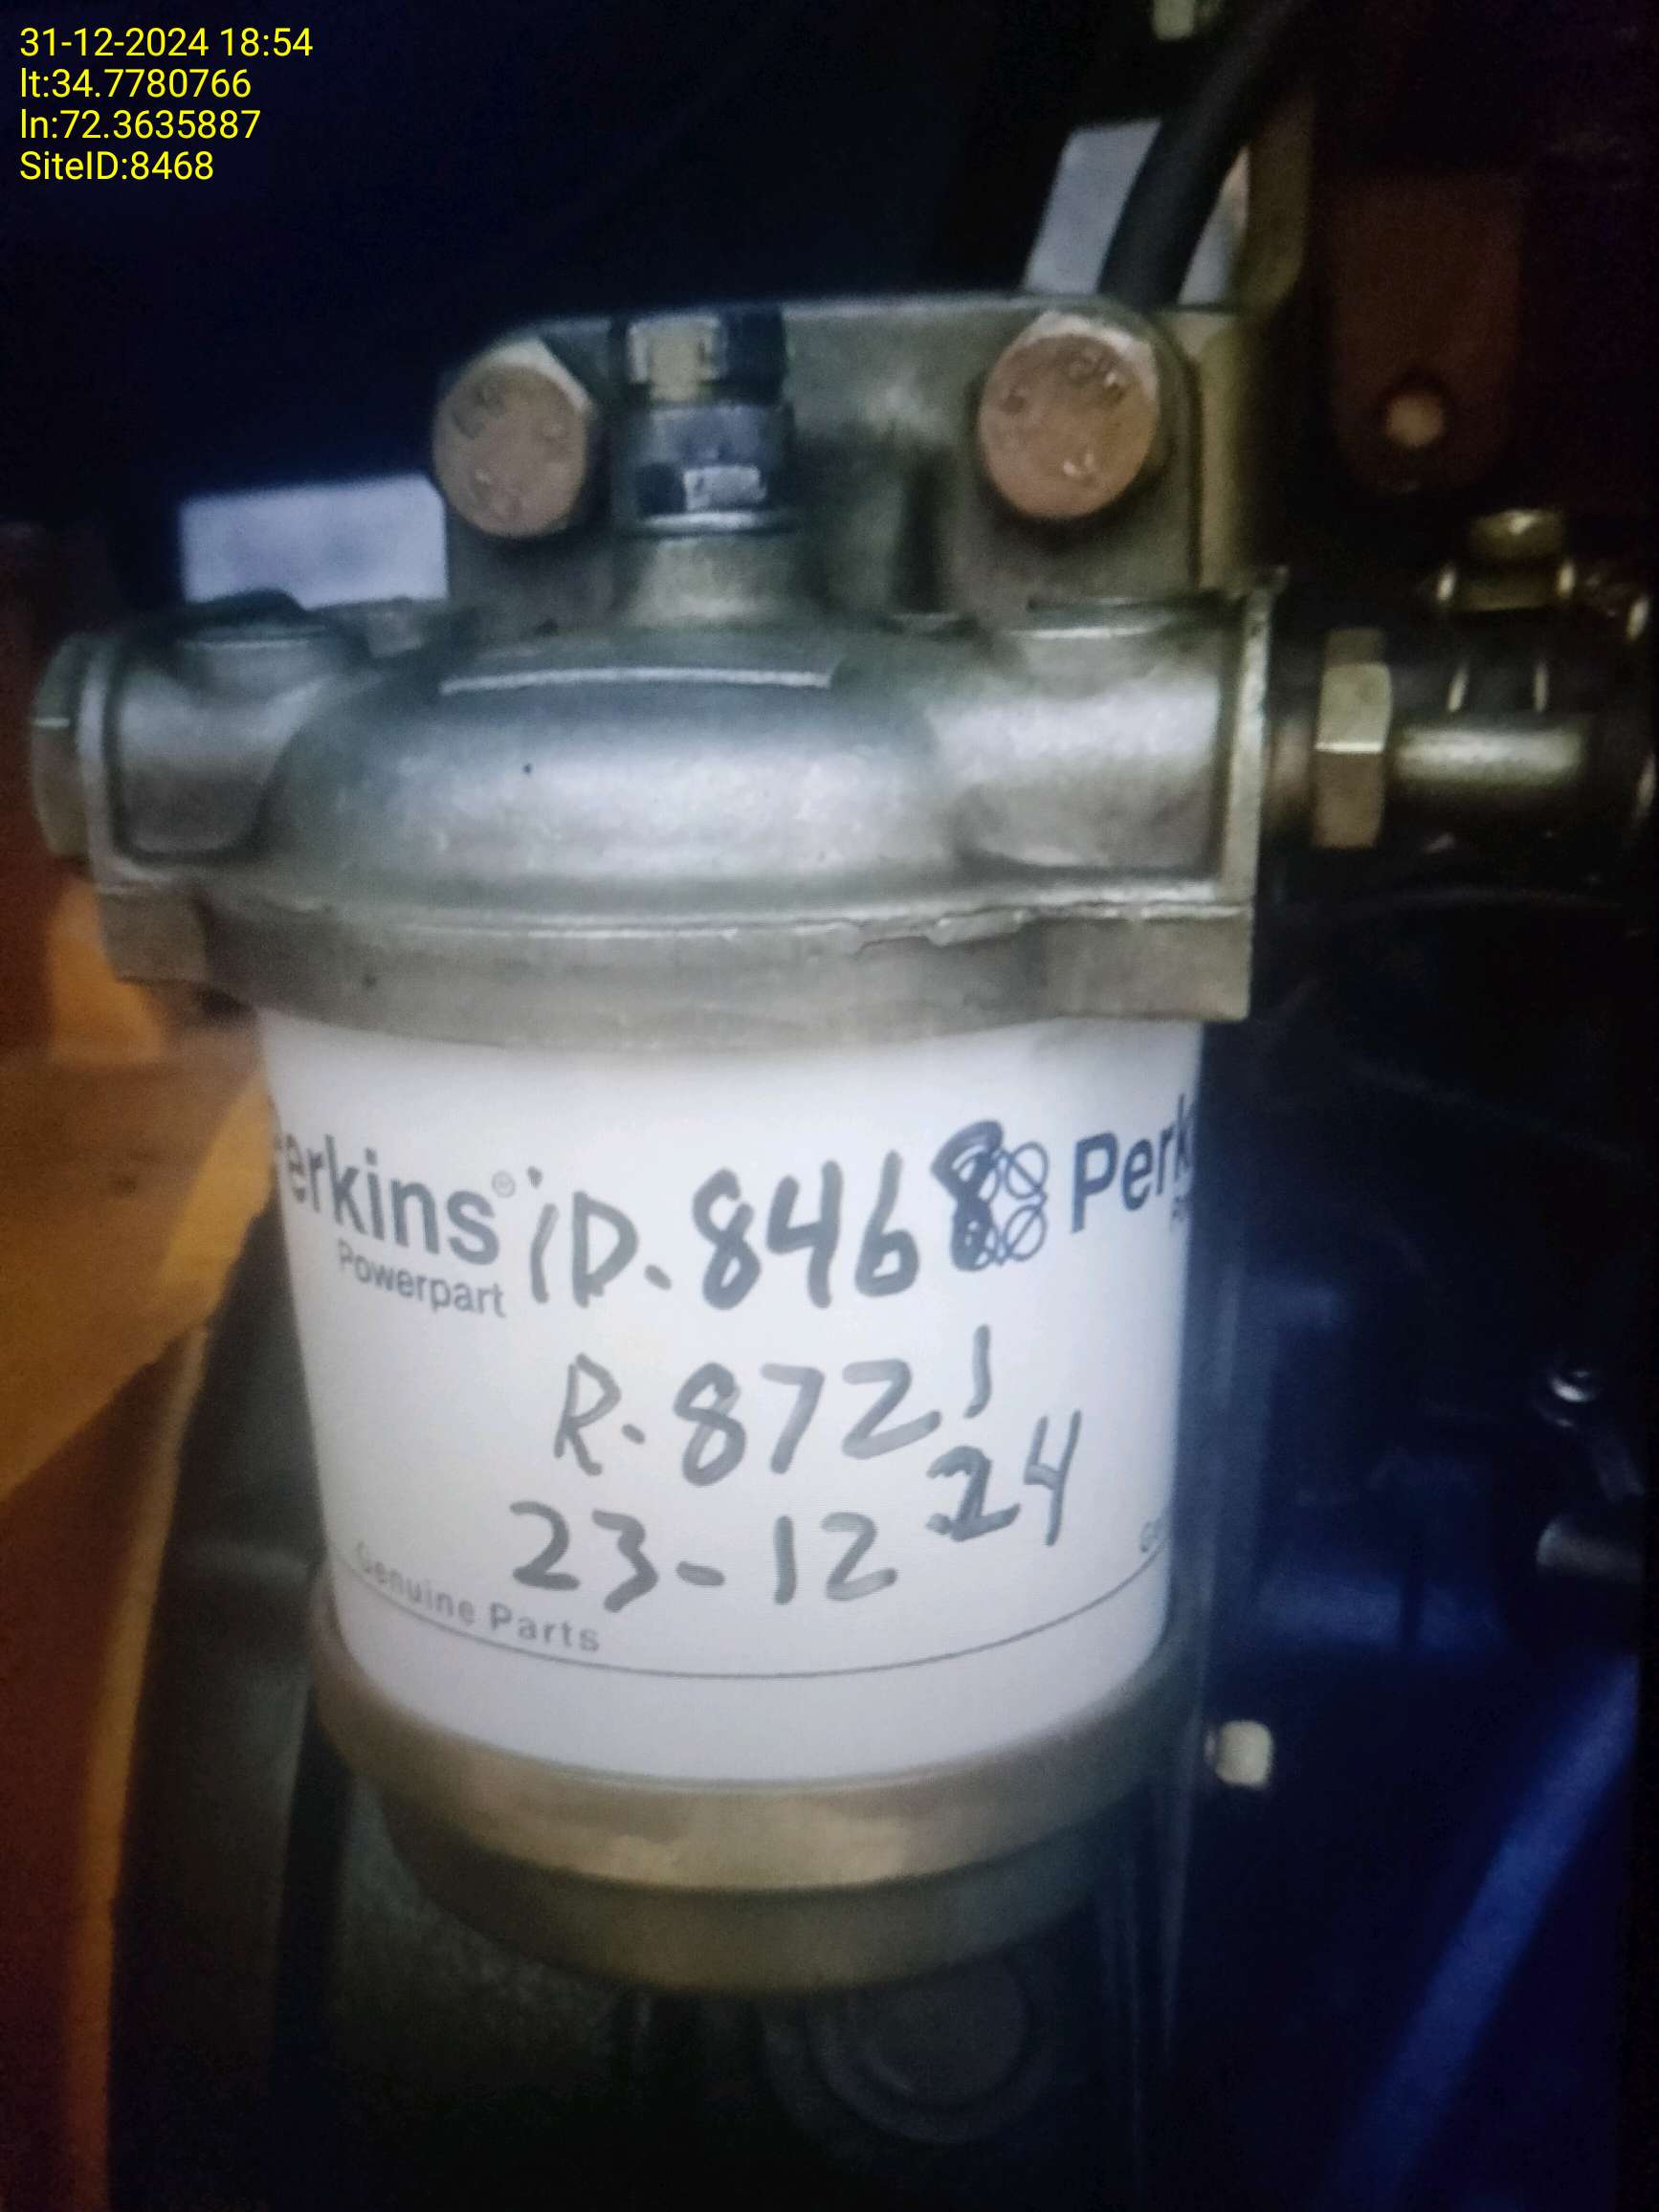 31-12-2024 18:54
lt:34.7780766
ln:72.3635887
SiteID:8468
erkins® iD.8468 Perk
Powerpart
R.8721
23-12.24
Genuine Parts